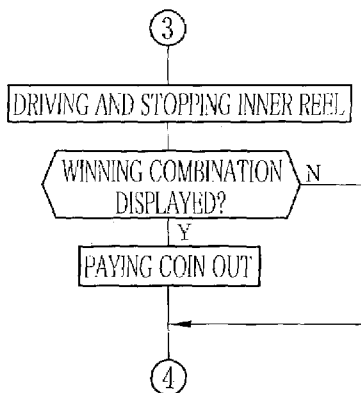 3
DRIVING AND STOPPING INNER REEL
WINNING COMBINATION
DISPLAYED?
N
Y
PAYING COIN OUT
4